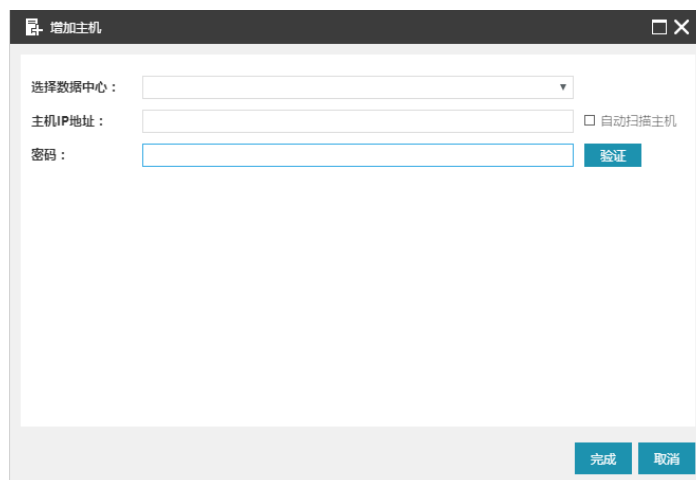 增加主机
选择数据中心：
主机IP地址：
自动扫描主机
密码：
验证
完成
取消